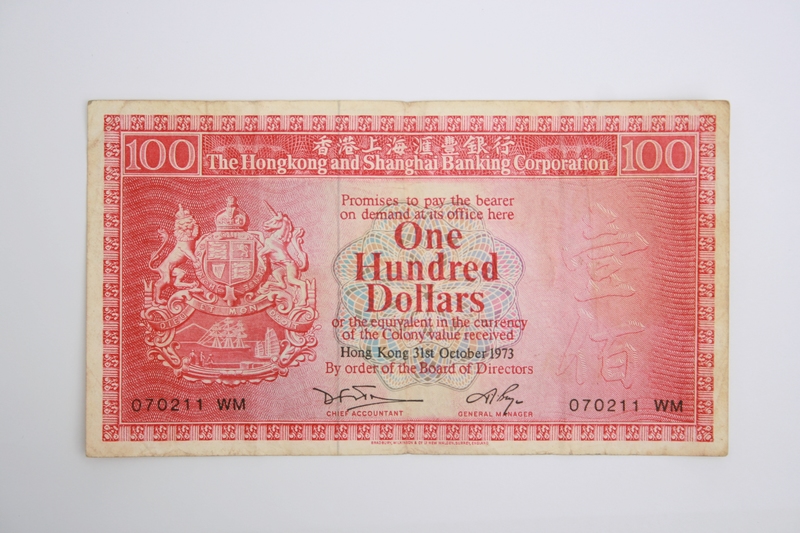 100 香港上海滙豐銀行 100
The Hongkong and Shanghai Banking Corporation
Promises to pay the bearer
on demand at its office here
One
Hundred
Dollars
or the equivalent in the currency
of the Colony value received
Hong Kong 31st October 1973
By order of the Board of Directors
壹
佰
070211 WM
CHIEF ACCOUNTANT
GENERAL MANAGER
070211 WM